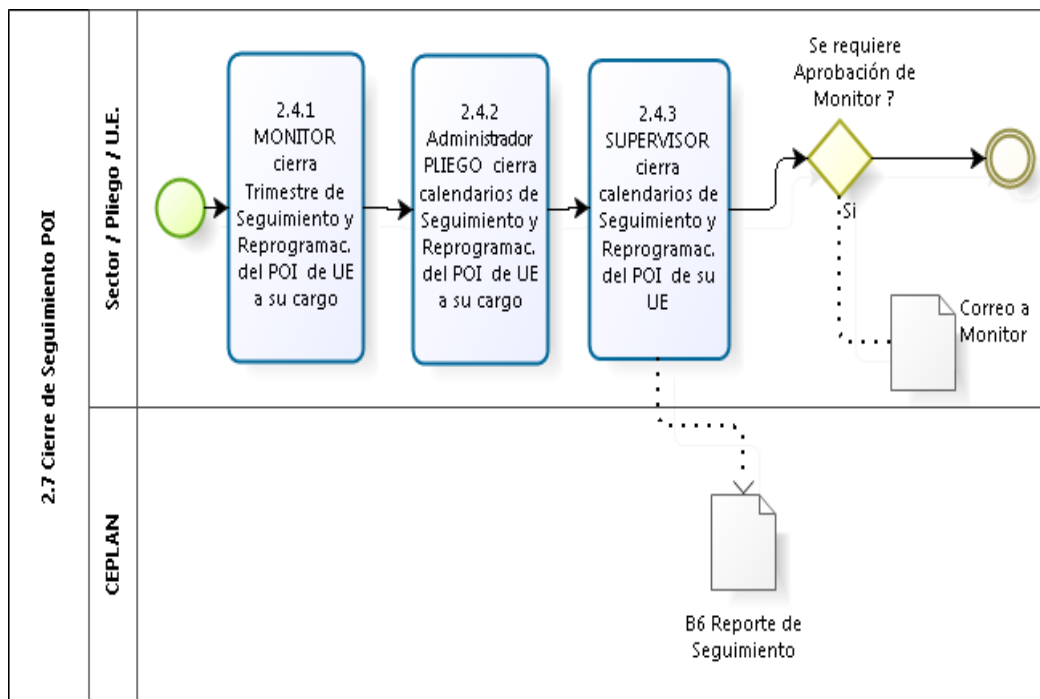 2.7 Cierre de Seguimiento POI
Sector / Pliego / U.E.
2.4.1
MONITOR
cierra
Trimestre de
Seguimiento y
Reprogramac.
del POI de UE
a su cargo
2.4.2
Administrador
PLIEGO cierra
calendarios de
Seguimiento y
Reprogramac.
del POI de UE
a su cargo
2.4.3
SUPERVISOR
cierra
calendarios de
Seguimiento y
Reprogramac.
del POI de su
UE
Se requiere
Aprobación de
Monitor ?
Si
Correo a
Monitor
CEPLAN
B6 Reporte de
Seguimiento